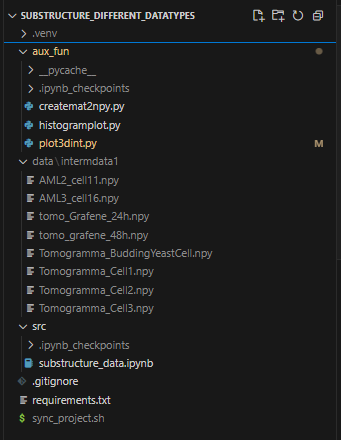 SUBSTRUCTURE_DIFFERENT_DATATYPES
.venv
aux_fun
__pycache__
.ipynb_checkpoints
createmat2npy.py
histogramplot.py
plot3dint.py M
data\intermdata1
AML2_cell11.npy
AML3_cell16.npy
tomo_Grafene_24h.npy
tomo_grafene_48h.npy
Tomogramma_BuddingYeastCell.npy
Tomogramma_Cell1.npy
Tomogramma_Cell2.npy
Tomogramma_Cell3.npy
src
.ipynb_checkpoints
substructure_data.ipynb
.gitignore
requirements.txt
$ sync_project.sh